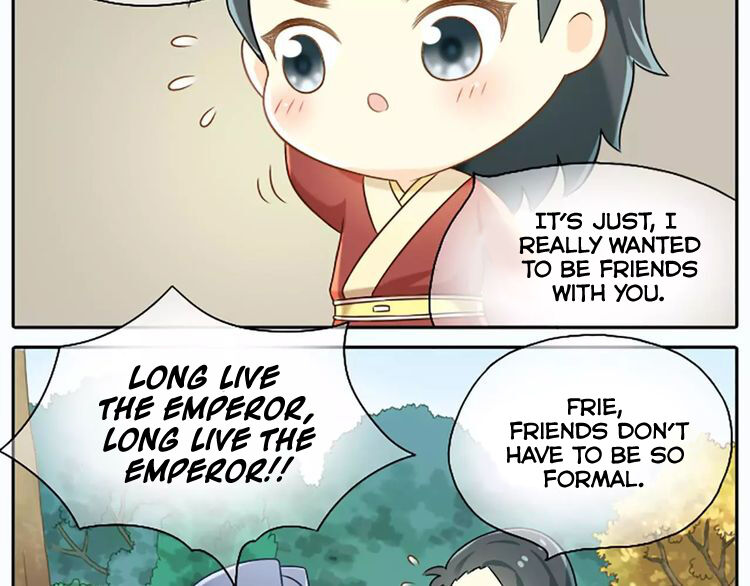 IT'S JUST, I
REALLY WANTED
TO BE FRIENDS
WITH YOU.
LONG LIVE
THE EMPEROR,
LONG LIVE THE
EMPEROR!!
FRIE,
FRIENDS DON'T
HAVE TO BE SO
FORMAL.